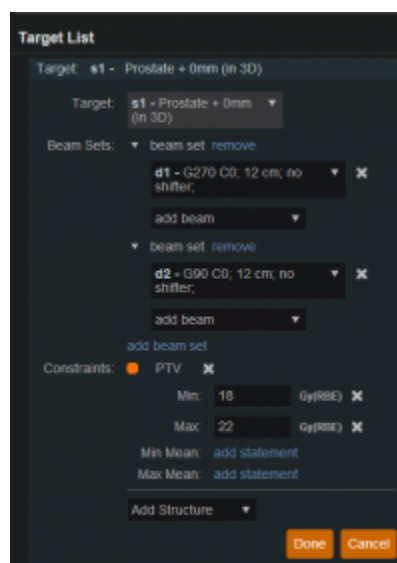 Target List
Target: s1 - Prostate + 0mm (in 3D)
Target: s1 - Prostate + 0mm
(in 3D)
Beam Sets: beam set remove
d1 - G270 C0; 12 cm; no
shifter;
add beam
beam set remove
d2 - G90 C0; 12 cm; no
shifter;
add beam
add beam set
Constraints: PTV
Min: 18 Gy(RBE)
Max: 22 Gy(RBE)
Min Mean: add statement
Max Mean: add statement
Add Structure
Done Cancel